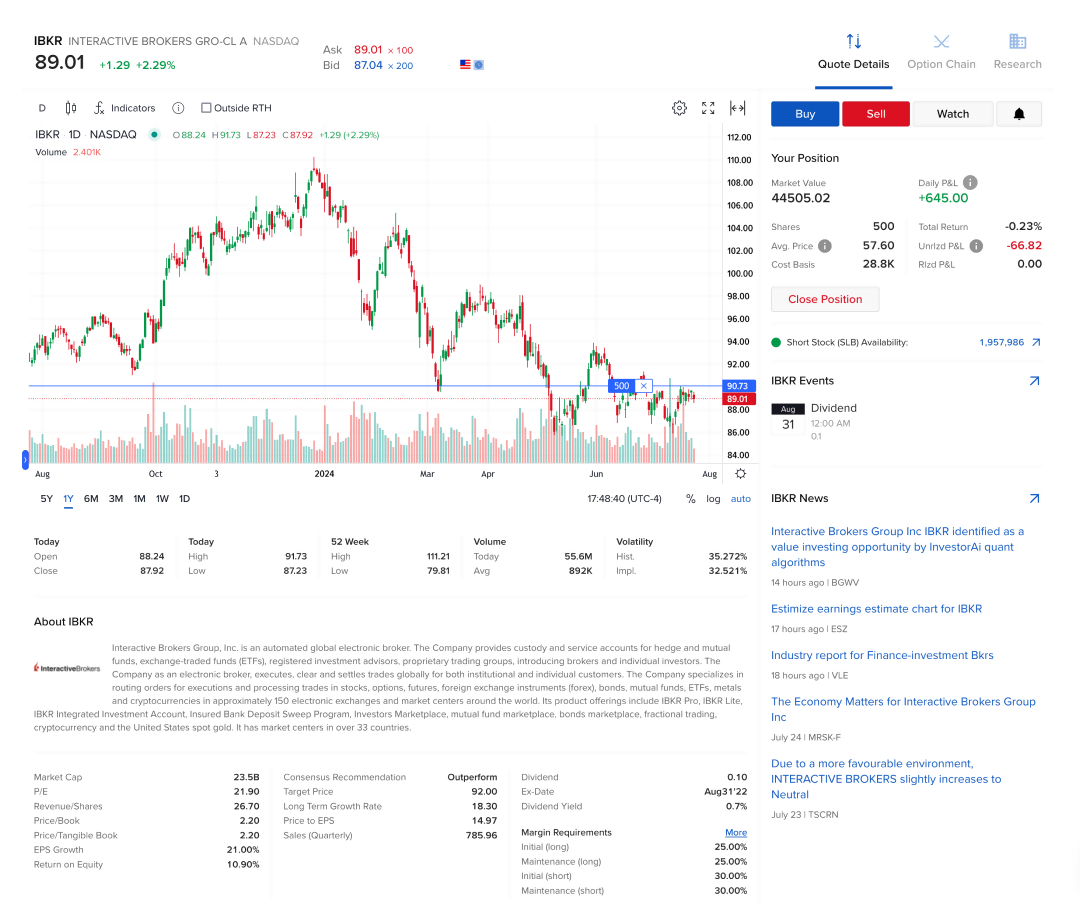 IBKR INTERACTIVE BROKERS GRO-CL A NASDAQ
89.01 +1.29 +2.29%
Ask 89.01 × 100
Bid 87.04 × 200
Quote Details
Option Chain
Research
D Indicators Outside RTH
IBKR 1D NASDAQ O88.24 H91.73 L87.23 C87.92 +1.29 (+2.29%)
Volume 2.401K
112.00
110.00
108.00
106.00
104.00
102.00
100.00
98.00
96.00
94.00
92.00
500 × 90.73
89.01
88.00
86.00
84.00
Aug Oct 3 2024 Mar Apr Jun Aug
5Y 1Y 6M 3M 1M 1W 1D 17:48:40 (UTC-4) % log auto
Today
Open 88.24
Close 87.92
Today
High 91.73
Low 87.23
52 Week
High 111.21
Low 79.81
Volume
Today 55.6M
Avg 892K
Volatility
Hist. 35.272%
Impl. 32.521%
About IBKR
InteractiveBrokers
Interactive Brokers Group, Inc. is an automated global electronic broker. The Company provides custody and service accounts for hedge and mutual
funds, exchange-traded funds (ETFs), registered investment advisors, proprietary trading groups, introducing brokers and individual investors. The
Company as an electronic broker, executes, clear and settles trades globally for both institutional and individual customers. The Company specializes in
routing orders for executions and processing trades in stocks, options, futures, foreign exchange instruments (forex), bonds, mutual funds, ETFs, metals
and cryptocurrencies in approximately 150 electronic exchanges and market centers around the world. Its product offerings include IBKR Pro, IBKR Lite,
IBKR Integrated Investment Account, Insured Bank Deposit Sweep Program, Investors Marketplace, mutual fund marketplace, bonds marketplace, fractional trading,
cryptocurrency and the United States spot gold. It has market centers in over 33 countries.
Market Cap 23.5B
P/E 21.90
Revenue/Shares 26.70
Price/Book 2.20
Price/Tangible Book 2.20
EPS Growth 21.00%
Return on Equity 10.90%
Consensus Recommendation Outperform
Target Price 92.00
Long Term Growth Rate 18.30
Price to EPS 14.97
Sales (Quarterly) 785.96
Dividend 0.10
Ex-Date Aug31'22
Dividend Yield 0.7%
Margin Requirements More
Initial (long) 25.00%
Maintenance (long) 25.00%
Initial (short) 30.00%
Maintenance (short) 30.00%
Buy Sell Watch
Your Position
Market Value
44505.02
Daily P&L
+645.00
Shares 500
Avg. Price 57.60
Cost Basis 28.8K
Total Return -0.23%
Unrlzd P&L -66.82
Rlzd P&L 0.00
Close Position
Short Stock (SLB) Availability: 1,957,986
IBKR Events
Aug
31
Dividend
12:00 AM
0.1
IBKR News
Interactive Brokers Group Inc IBKR identified as a
value investing opportunity by InvestorAi quant
algorithms
14 hours ago | BGWV
Estimize earnings estimate chart for IBKR
17 hours ago | ESZ
Industry report for Finance-investment Bkrs
18 hours ago | VLE
The Economy Matters for Interactive Brokers Group
Inc
July 24 | MRSK-F
Due to a more favourable environment,
INTERACTIVE BROKERS slightly increases to
Neutral
July 23 | TSCRN